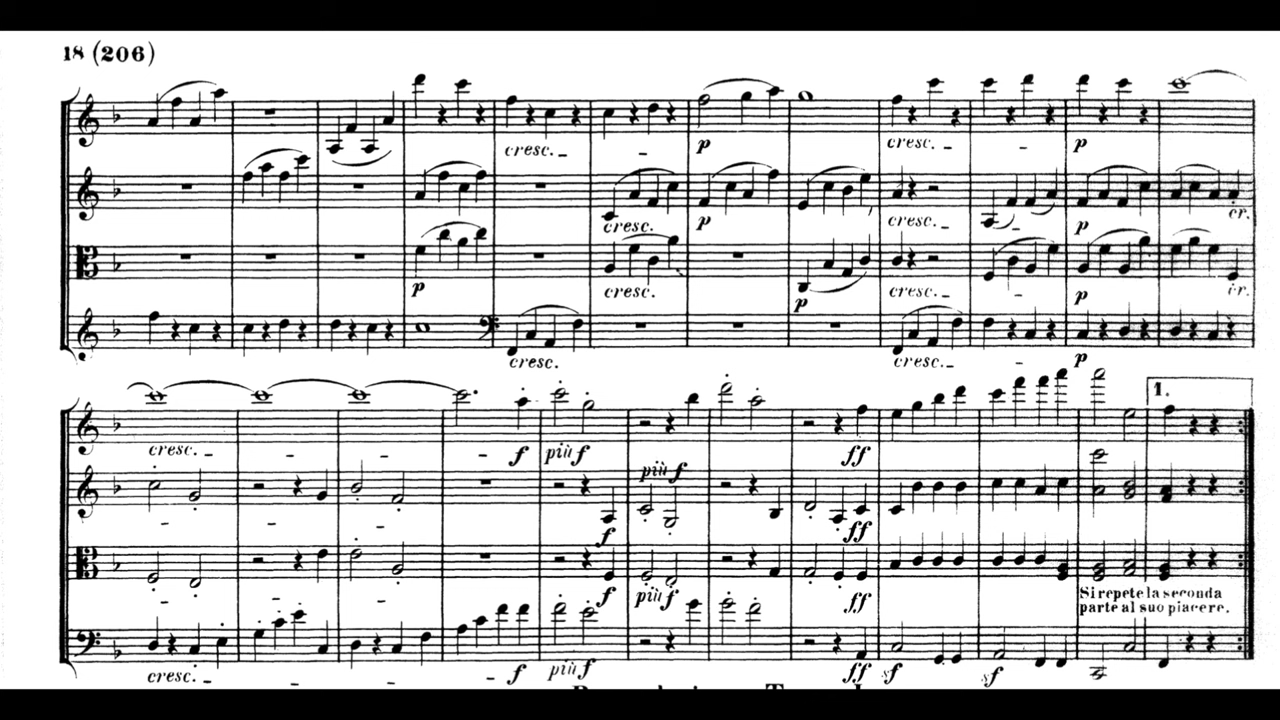 18 (206)
cresc. p cresc. p
cresc. p cresc. p cr.
p cresc. p cresc. p cr.
cresc. cresc. p
1.
cresc. f più f ff
f più f ff
f più f ff
Si repete la seconda
parte al suo piacere.
cresc. f più f ff sf sf